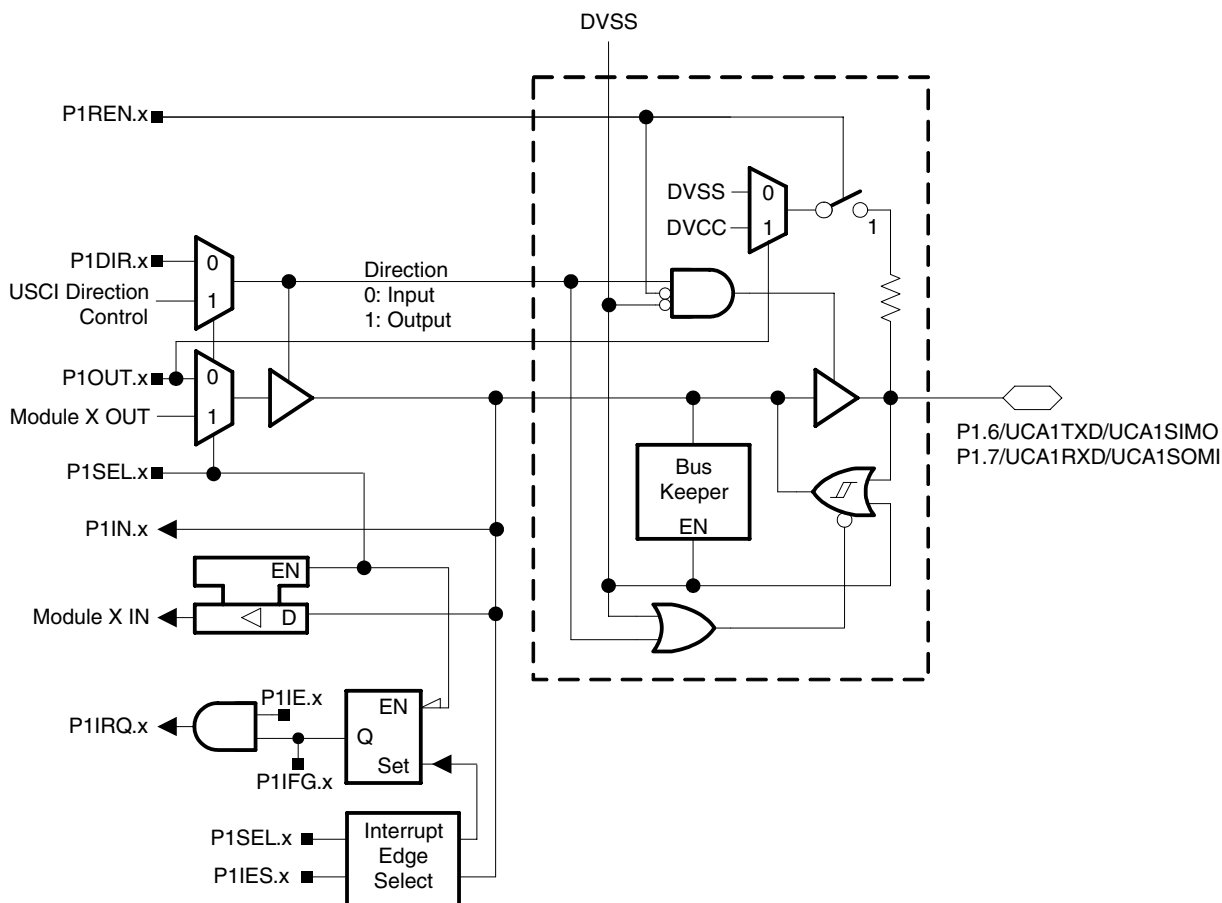 DVSS
P1REN.x
DVSS
0
DVCC
1
1
P1DIR.x
0
USCI Direction
Control
1
Direction
0: Input
1: Output
P1OUT.x
0
Module X OUT
1
P1.6/UCA1TXD/UCA1SIMO
P1.7/UCA1RXD/UCA1SOMI
P1SEL.x
Bus
Keeper
EN
P1IN.x
EN
Module X IN
D
P1IE.x
P1IRQ.x
EN
Q
Set
P1IFG.x
P1SEL.x
P1IES.x
Interrupt
Edge
Select